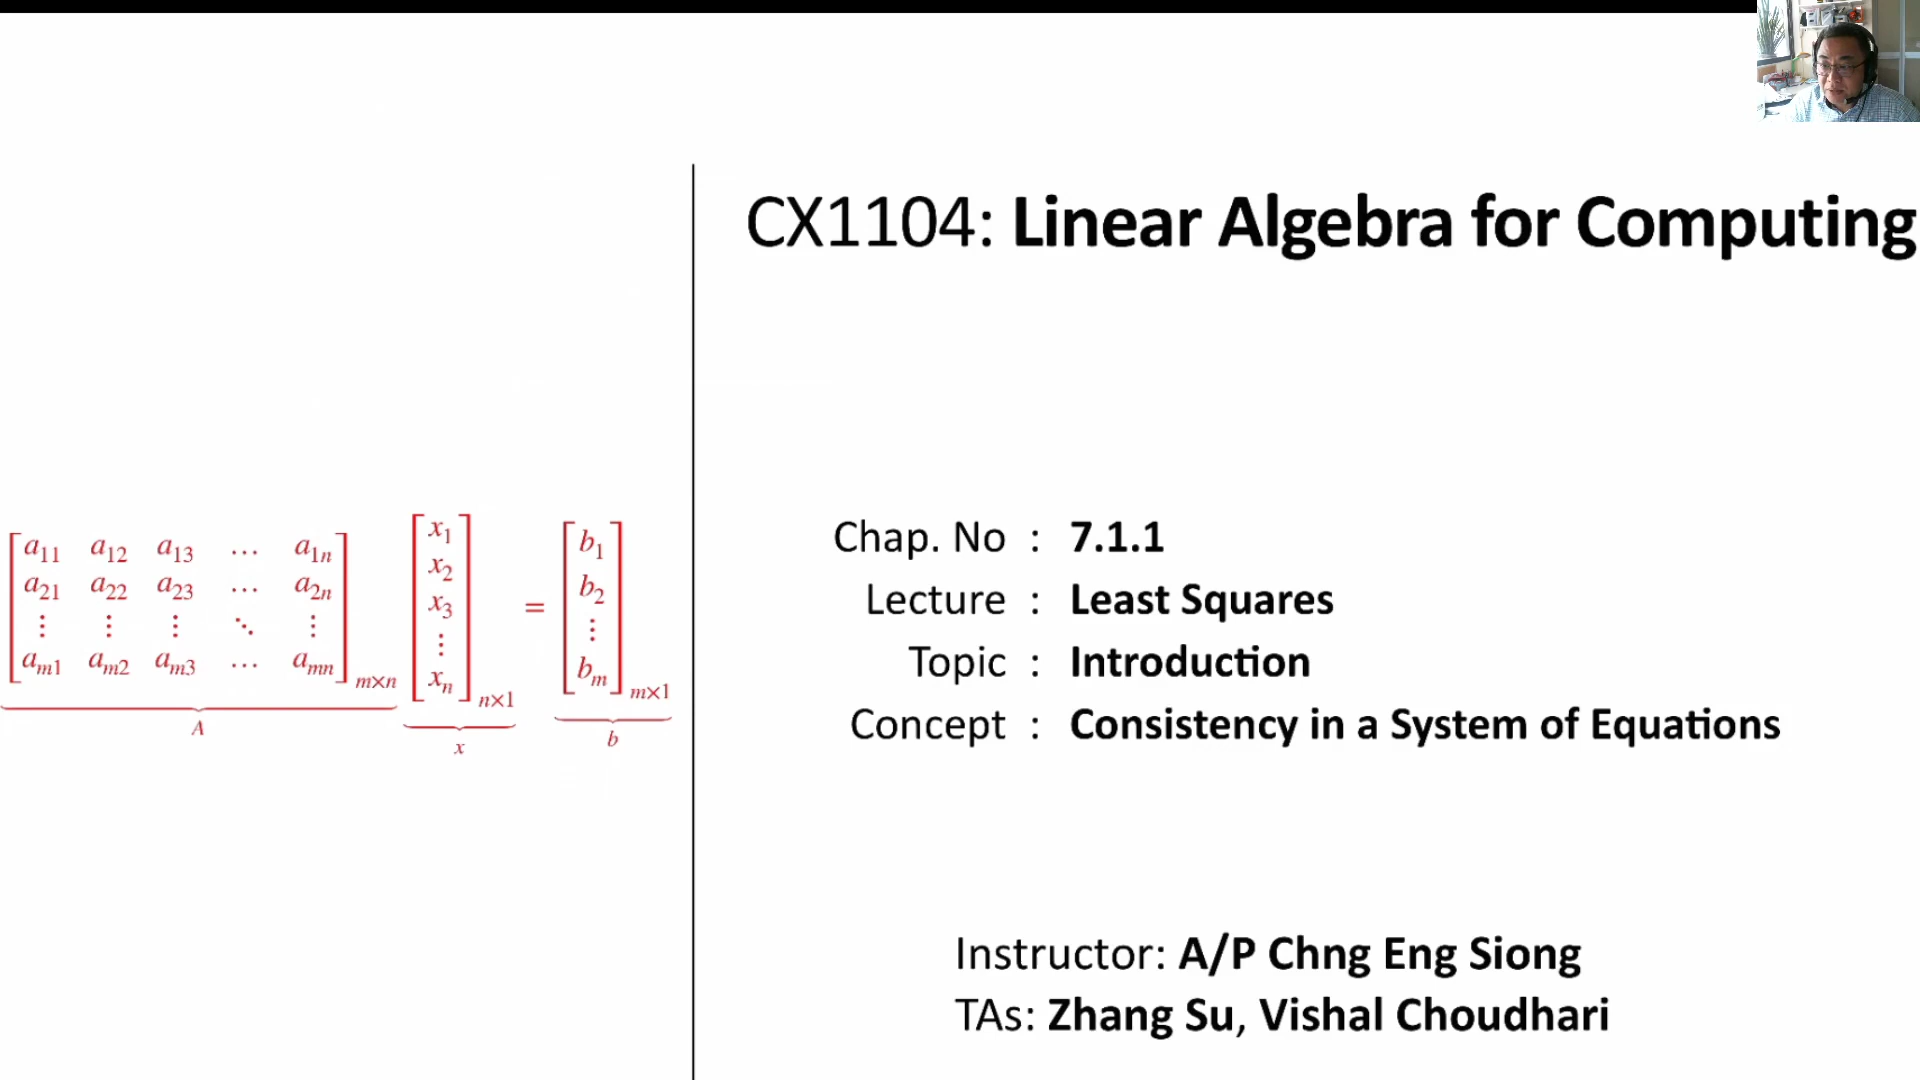 CX1104: Linear Algebra for Computing
a11 a12 a13 … a1n
a21 a22 a23 … a2n
⋮ ⋮ ⋮ ⋱ ⋮
am1 am2 am3 … amn
m×n
A
x1
x2
x3
⋮
xn
n×1
x
=
b1
b2
⋮
bm
m×1
b
Chap. No : 7.1.1
Lecture : Least Squares
Topic : Introduction
Concept : Consistency in a System of Equations
Instructor: A/P Chng Eng Siong
TAs: Zhang Su, Vishal Choudhari